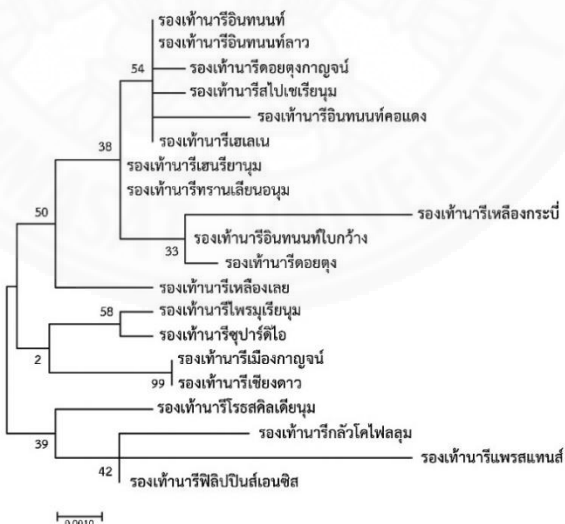 รองเท้านารีอินทนนท์
รองเท้านารีอินทนนท์ลาว
54
รองเท้านารีดอยตุงกาญจน์
รองเท้านารีสไปเซเรียนุม
รองเท้านารีอินทนนท์คอแดง
38
รองเท้านารีเฮเลเน
รองเท้านารีเฮนรียานุม
รองเท้านารีทรานเลียนอนุม
50
รองเท้านารีเหลืองกระบี่
รองเท้านารีอินทนนท์ใบกว้าง
33
รองเท้านารีดอยตุง
รองเท้านารีเหลืองเลย
58
รองเท้านารีไพรมุเรียนุม
รองเท้านารีซุปาร์ดิไอ
2
รองเท้านารีเมืองกาญจน์
99
รองเท้านารีเชียงดาว
รองเท้านารีโรธสคิลเดียนุม
39
รองเท้านารีกลัวโคไฟลลุม
รองเท้านารีแพรสแทนส์
42
รองเท้านารีฟิลิปปินส์เอนซิส
0.0010